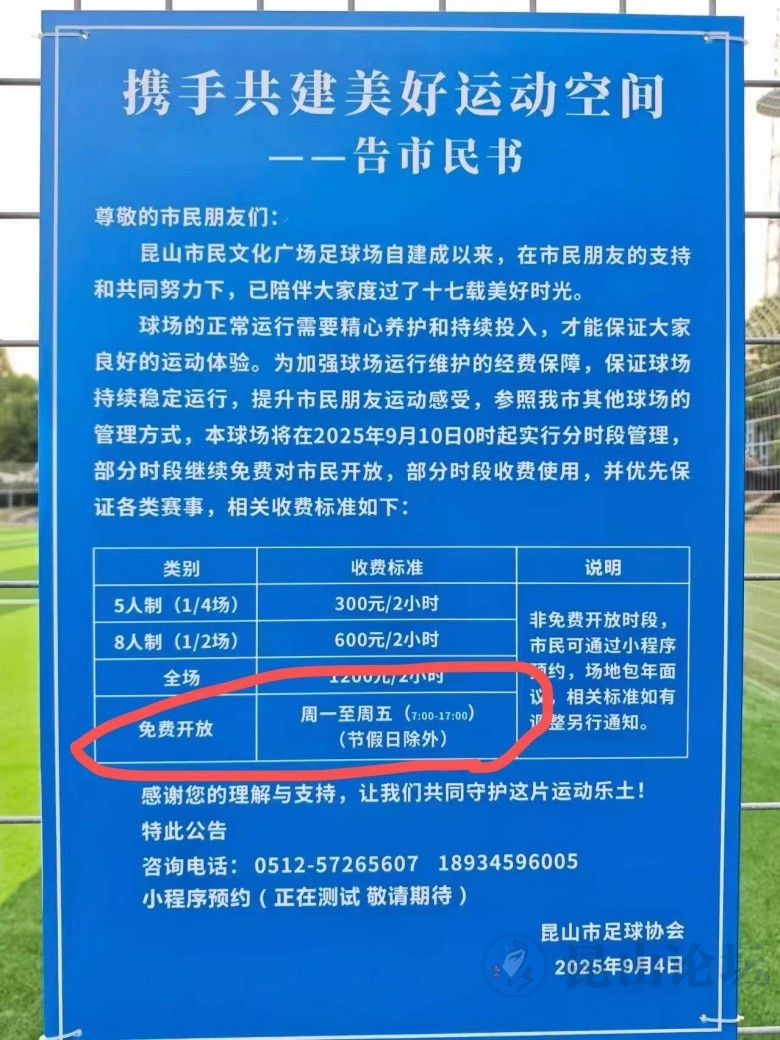 携手共建美好运动空间
——告市民书
尊敬的市民朋友们：
昆山市民文化广场足球场自建成以来，在市民朋友的支持
和共同努力下，已陪伴大家度过了十七载美好时光。
球场的正常运行需要精心养护和持续投入，才能保证大家
良好的运动体验。为加强球场运行维护的经费保障，保证球场
持续稳定运行，提升市民朋友运动感受，参照我市其他球场的
管理方式，本球场将在2025年9月10日0时起实行分时段管理，
部分时段继续免费对市民开放，部分时段收费使用，并优先保
证各类赛事，相关收费标准如下：
类别 收费标准 说明
5人制（1/4场） 300元/2小时
8人制（1/2场） 600元/2小时
全场 1200元/2小时
免费开放 周一至周五（7:00-17:00）
（节假日除外）
非免费开放时段，
市民可通过小程序
预约，场地包年面
议，相关标准如有
调整另行通知。
感谢您的理解与支持，让我们共同守护这片运动乐土！
特此公告
咨询电话： 0512-57265607 18934596005
小程序预约（正在测试 敬请期待）
昆山市足球协会
2025年9月4日
昆山论坛